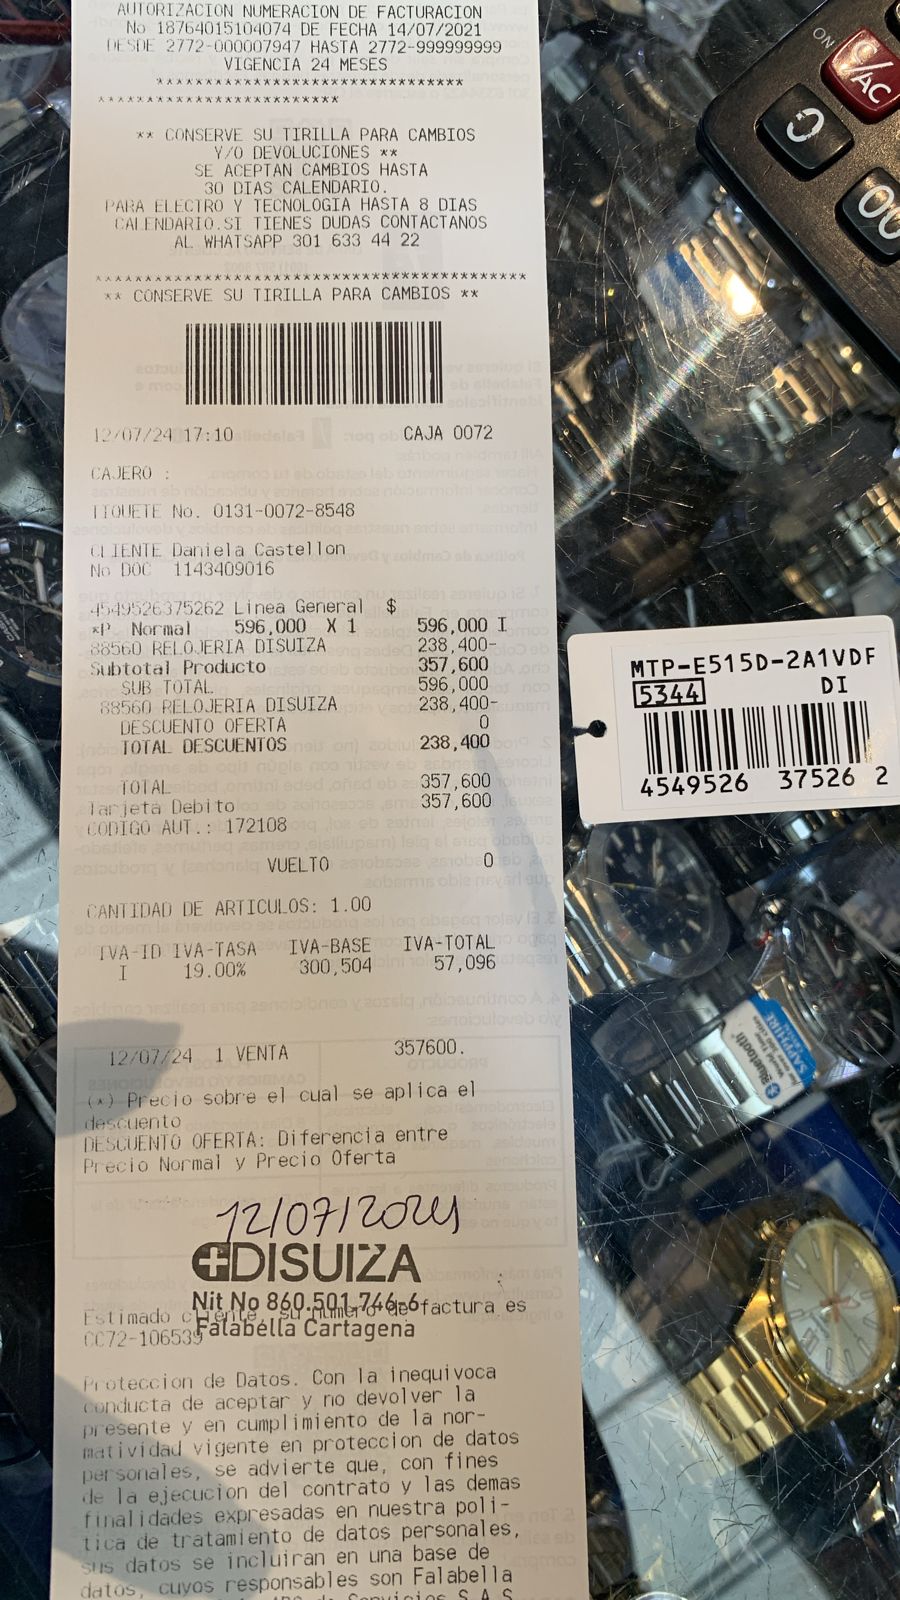 AUTORIZACION NUMERACION DE FACTURACION
No 18764015104074 DE FECHA 14/07/2021
DESDE 2772-000007947 HASTA 2772-999999999
VIGENCIA 24 MESES
** CONSERVE SU TIRILLA PARA CAMBIOS
Y/O DEVOLUCIONES **
SE ACEPTAN CAMBIOS HASTA
30 DIAS CALENDARIO.
PARA ELECTRO Y TECNOLOGIA HASTA 8 DIAS
CALENDARIO.SI TIENES DUDAS CONTACTANOS
AL WHATSAPP 301 633 44 22
** CONSERVE SU TIRILLA PARA CAMBIOS **
12/07/24 17:10 CAJA 0072
CAJERO :
TIQUETE No. 0131-0072-8548
CLIENTE Daniela Castellon
No DOC 1143409016
4549526375262 Linea General $
*P Normal 596,000 X 1 596,000 I
88560 RELOJERIA DISUIZA 238,400-
Subtotal Producto 357,600
SUB TOTAL 596,000
88560 RELOJERIA DISUIZA 238,400-
DESCUENTO OFERTA 0
TOTAL DESCUENTOS 238,400
TOTAL 357,600
Tarjeta Debito 357,600
CODIGO AUT.: 172108
VUELTO 0
CANTIDAD DE ARTICULOS: 1.00
IVA-ID IVA-TASA IVA-BASE IVA-TOTAL
I 19.00% 300,504 57,096
12/07/24 1 VENTA 357600.
(*) Precio sobre el cual se aplica el
descuento
DESCUENTO OFERTA: Diferencia entre
Precio Normal y Precio Oferta
12/07/2024
DISUIZA
Nit No 860.501.746-6
Estimado cliente, su numero de factura es
Falabella Cartagena
CC72-106539
Proteccion de Datos. Con la inequivoca
conducta de aceptar y no devolver la
presente y en cumplimiento de la nor-
matividad vigente en proteccion de datos
personales, se advierte que, con fines
de la ejecucion del contrato y las demas
finalidades expresadas en nuestra poli-
tica de tratamiento de datos personales,
sus datos se incluiran en una base de
datos, cuyos responsables son Falabella
de Servicios S.A.S
MTP-E515D-2A1VDF
5344 DI
4549526 37526 2
ON
C/AC
0
00
Bluetooth
SAPPHIRE